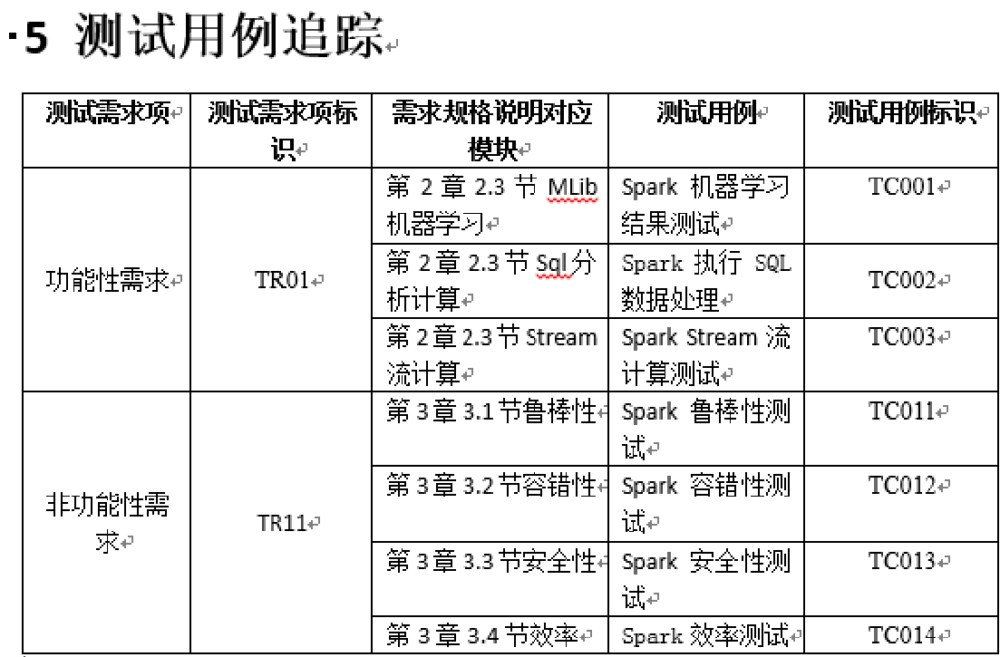 ·5 测试用例追踪
测试需求项 测试需求项标识 需求规格说明对应模块 测试用例 测试用例标识
功能性需求 TR01
第 2 章 2.3 节 MLib
机器学习
Spark 机器学习
结果测试
TC001
第 2 章 2.3 节 Sql 分
析计算
Spark 执行 SQL
数据处理
TC002
第 2 章 2.3 节 Stream
流计算
Spark Stream 流
计算测试
TC003
非功能性需
求
TR11
第 3 章 3.1 节鲁棒性
Spark 鲁棒性测
试
TC011
第 3 章 3.2 节容错性
Spark 容错性测
试
TC012
第 3 章 3.3 节安全性
Spark 安全性测
试
TC013
第 3 章 3.4 节效率
Spark 效率测试
TC014